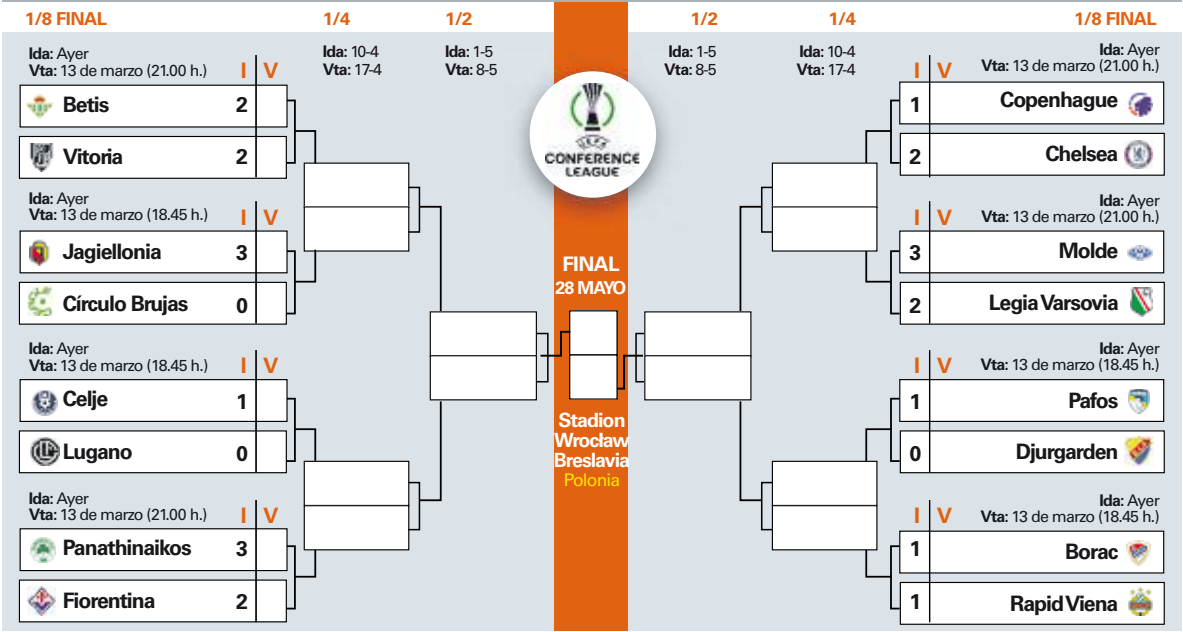 1/8 FINAL
1/4
1/2
1/2
1/4
1/8 FINAL
Ida: Ayer
Vta: 13 de marzo (21.00 h.)
I V
Betis 2
Vitoria 2
Ida: Ayer
Vta: 13 de marzo (18.45 h.)
I V
Jagiellonia 3
Círculo Brujas 0
Ida: Ayer
Vta: 13 de marzo (18.45 h.)
I V
Celje 1
Lugano 0
Ida: Ayer
Vta: 13 de marzo (21.00 h.)
I V
Panathinaikos 3
Fiorentina 2
Ida: 10-4
Vta: 17-4
Ida: 1-5
Vta: 8-5
UEFA
CONFERENCE
LEAGUE
FINAL
28 MAYO
Stadion
Wrocław
Breslavia
Polonia
Ida: 1-5
Vta: 8-5
Ida: 10-4
Vta: 17-4
Ida: Ayer
Vta: 13 de marzo (21.00 h.)
I V
1 Copenhague
2 Chelsea
Ida: Ayer
Vta: 13 de marzo (21.00 h.)
I V
3 Molde
2 Legia Varsovia
Ida: Ayer
Vta: 13 de marzo (18.45 h.)
I V
1 Pafos
0 Djurgarden
Ida: Ayer
Vta: 13 de marzo (18.45 h.)
I V
1 Borac
1 Rapid Viena